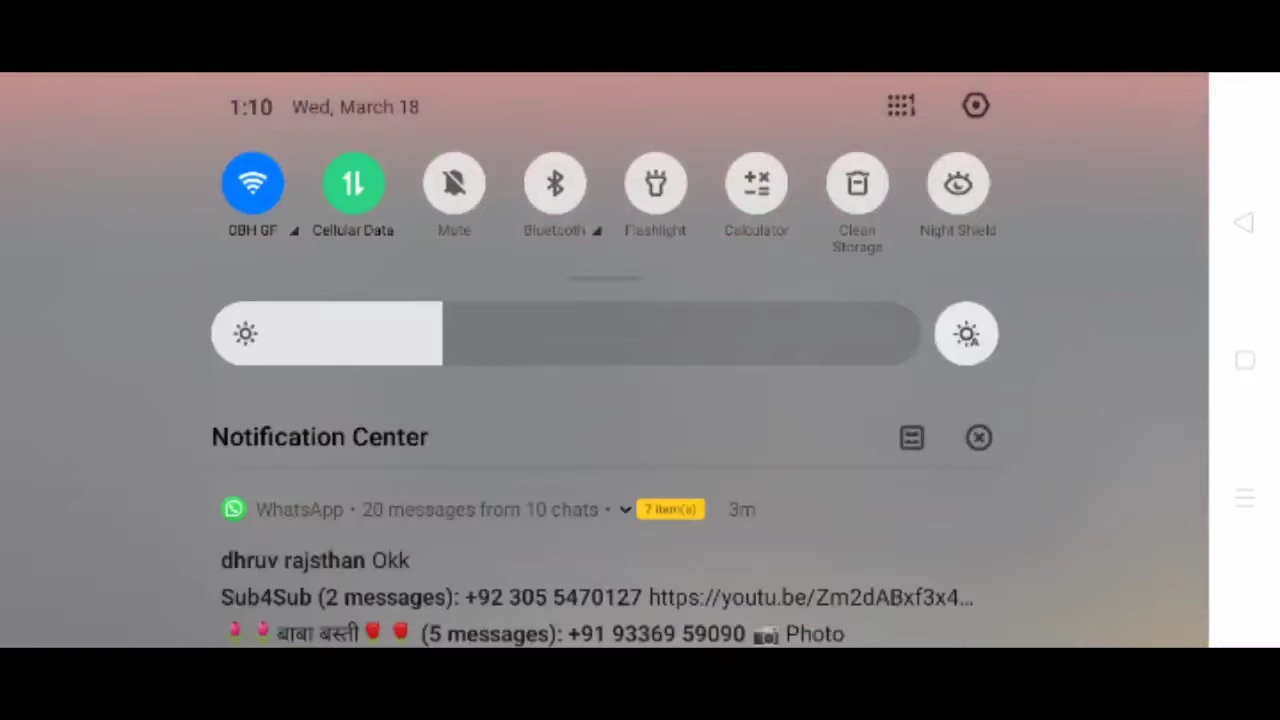 1:10 Wed, March 18
OBH GF Cellular Data Mute Bluetooth Flashlight Calculator Clean Storage Night Shield
Notification Center
WhatsApp • 20 messages from 10 chats • 7 item(s) 3m
dhruv rajsthan Okk
Sub4Sub (2 messages): +92 305 5470127 https://youtu.be/Zm2dABxf3x4...
बाबा बस्ती (5 messages): +91 93369 59090 📷 Photo